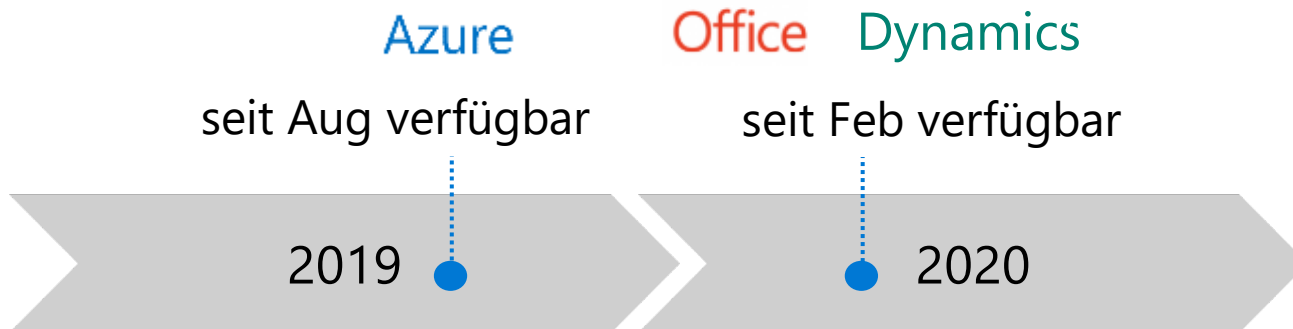 Azure
Office Dynamics
seit Aug verfügbar
seit Feb verfügbar
2019
2020